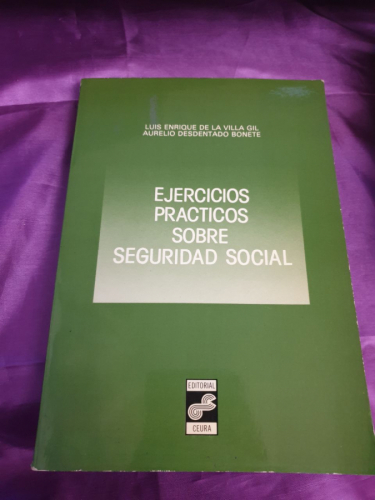 LUIS ENRIQUE DE LA VILLA GIL
AURELIO DESDENTADO BONETE
EJERCICIOS
PRACTICOS
SOBRE
SEGURIDAD SOCIAL
EDITORIAL
CEURA